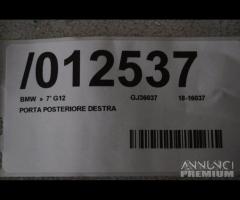 /012537
BMW » 7' G12 GJ36037 18-16037
PORTA POSTERIORE DESTRA
ANNUNCI
PREMIUM